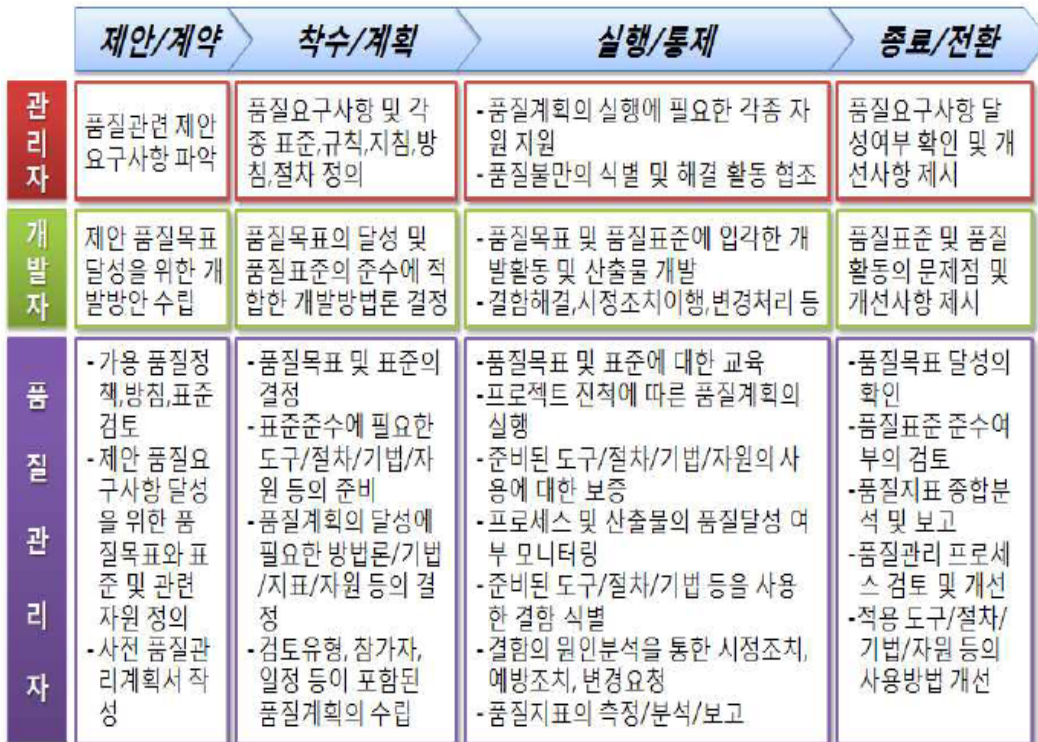 제안/계약
착수/계획
실행/통제
종료/전환
관
리
자
품질관련 제안
요구사항 파악
품질요구사항 및 각
종 표준,규칙,지침,방
침,절차 정의
-품질계획의 실행에 필요한 각종 자
원 지원
-품질불만의 식별 및 해결 활동 협조
품질요구사항 달
성여부 확인 및 개
선사항 제시
개
발
자
제안 품질목표
달성을 위한 개
발방안 수립
품질목표의 달성 및
품질표준의 준수에 적
합한 개발방법론 결정
-품질목표 및 품질표준에 입각한 개
발활동 및 산출물 개발
-결함해결,시정조치이행,변경처리 등
품질표준 및 품질
활동의 문제점 및
개선사항 제시
품
질
관
리
자
-가용 품질정
책,방침,표준
검토
-제안 품질요
구사항 달성
을 위한 품
질목표와 표
준 및 관련
자원 정의
-사전 품질관
리계획서 작
성
-품질목표 및 표준의
결정
-표준준수에 필요한
도구/절차/기법/자
원 등의 준비
-품질계획의 달성에
필요한 방법론/기법
/지표/자원 등의 결
정
-검토유형, 참가자,
일정 등이 포함된
품질계획의 수립
-품질목표 및 표준에 대한 교육
-프로젝트 진척에 따른 품질계획의
실행
-준비된 도구/절차/기법/자원의 사
용에 대한 보증
-프로세스 및 산출물의 품질달성 여
부 모니터링
-준비된 도구/절차/기법 등을 사용
한 결함 식별
-결함의 원인분석을 통한 시정조치,
예방조치, 변경요청
-품질지표의 측정/분석/보고
-품질목표 달성의
확인
-품질표준 준수여
부의 검토
-품질지표 종합분
석 및 보고
-품질관리 프로세
스 검토 및 개선
-적용 도구/절차/
기법/자원 등의
사용방법 개선